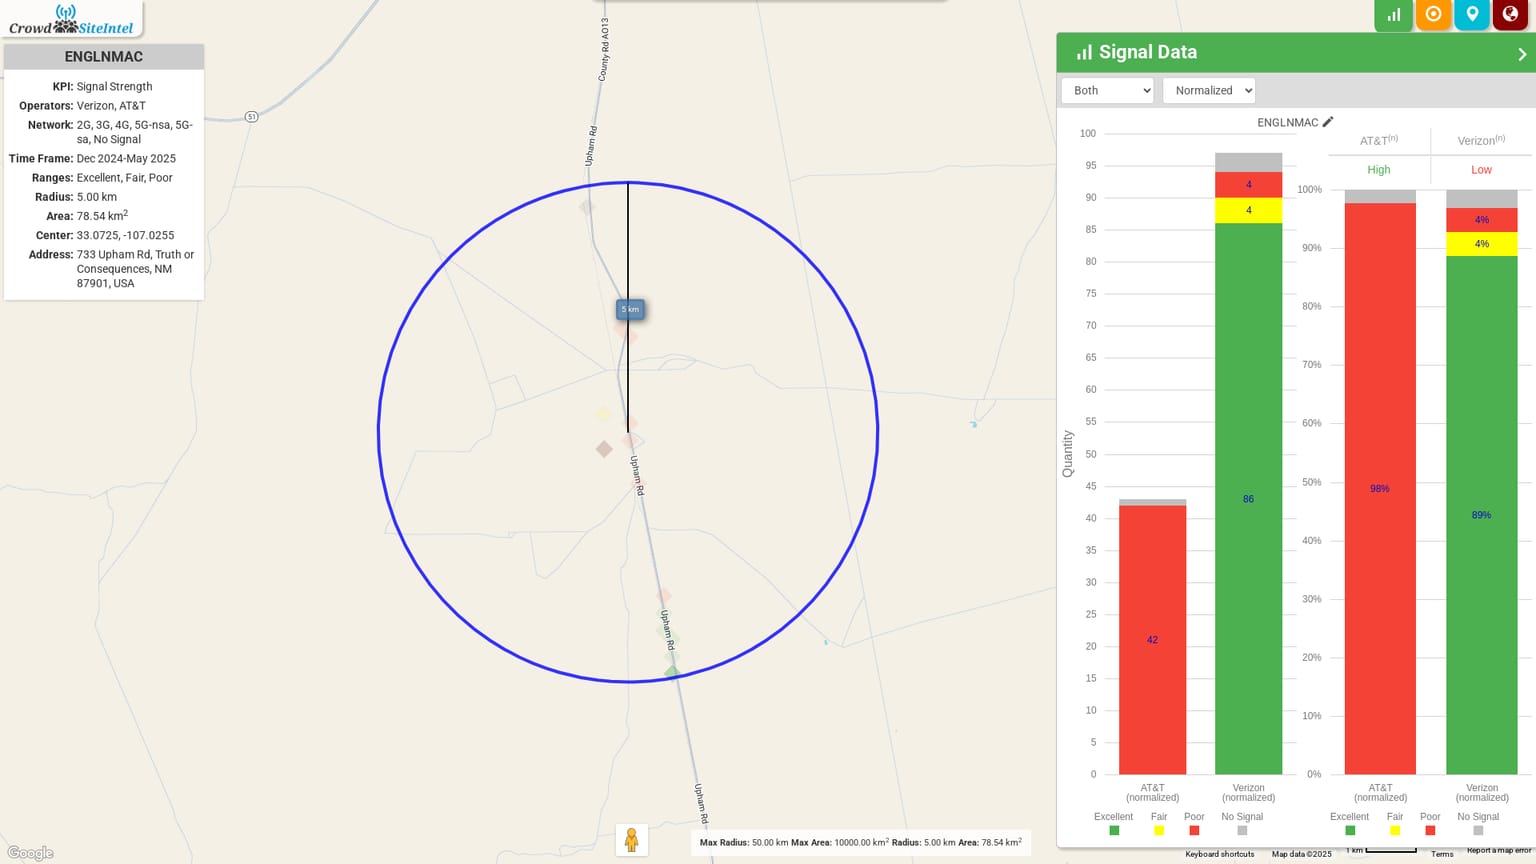 CrowdSiteIntel
ENGLNMAC
KPI: Signal Strength
Operators: Verizon, AT&T
Network: 2G, 3G, 4G, 5G-nsa, 5G-
sa, No Signal
Time Frame: Dec 2024-May 2025
Ranges: Excellent, Fair, Poor
Radius: 5.00 km
Area: 78.54 km²
Center: 33.0725, -107.0255
Address: 733 Upham Rd, Truth or
Consequences, NM
87901, USA
51
County Rd A013
Upham Rd
5 km
Upham Rd
Upham Rd
Upham Rd
Google
Max Radius: 50.00 km Max Area: 10000.00 km² Radius: 5.00 km Area: 78.54 km²
Signal Data
Both
Normalized
ENGLNMAC
Quantity
100
95
90
85
80
75
70
65
60
55
50
45
40
35
30
25
20
15
10
5
0
42
4
4
86
AT&T
(normalized)
Verizon
(normalized)
Excellent Fair Poor No Signal
AT&T(n) Verizon(n)
High Low
100%
90%
80%
70%
60%
50%
40%
30%
20%
10%
0%
98%
4%
4%
89%
AT&T
(normalized)
Verizon
(normalized)
Excellent Fair Poor No Signal
Keyboard shortcuts Map data ©2025 1 km Terms Report a map error